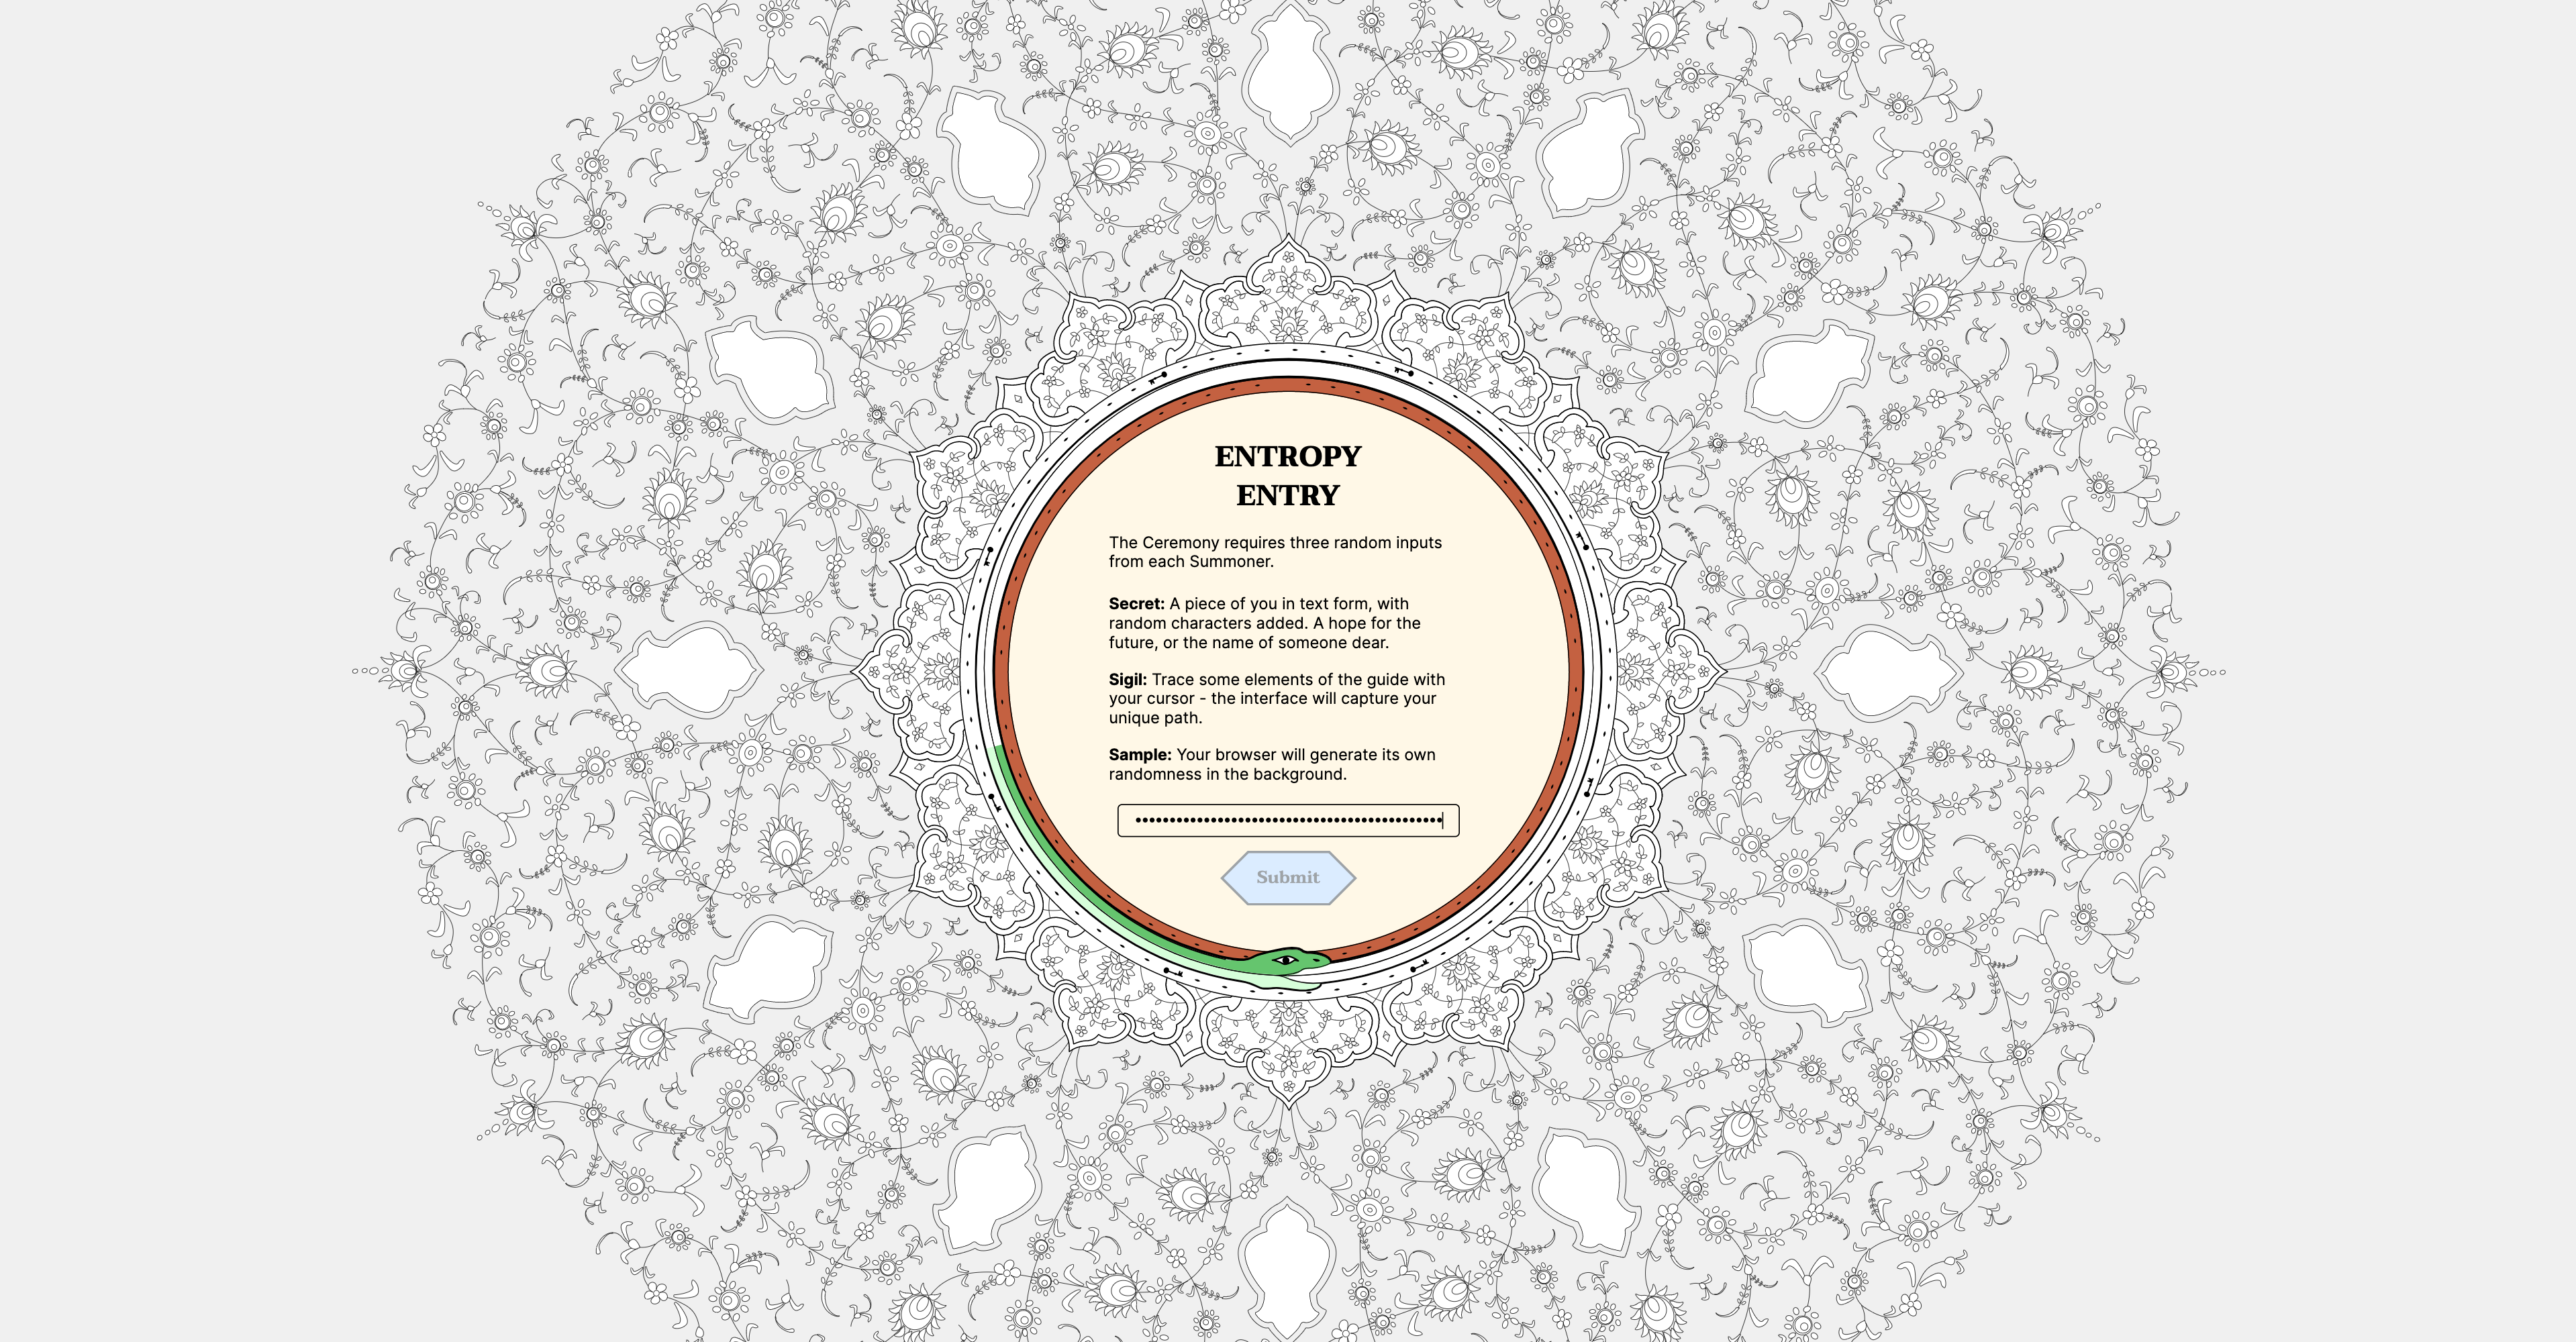 ENTROPY
ENTRY
The Ceremony requires three random inputs
from each Summoner.
Secret: A piece of you in text form, with
random characters added. A hope for the
future, or the name of someone dear.
Sigil: Trace some elements of the guide with
your cursor - the interface will capture your
unique path.
Sample: Your browser will generate its own
randomness in the background.
Submit